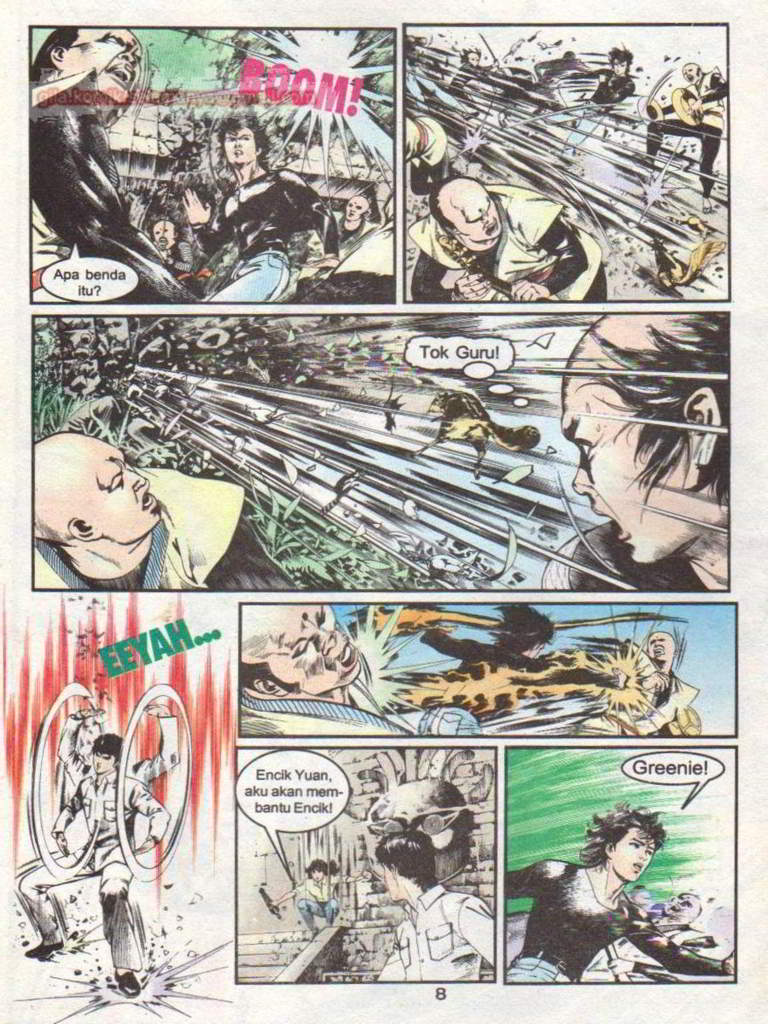 BOOM!
Apa benda
itu?
Tok Guru!
EEYAH...
Encik Yuan,
aku akan mem-
bantu Encik!
Greenie!
8